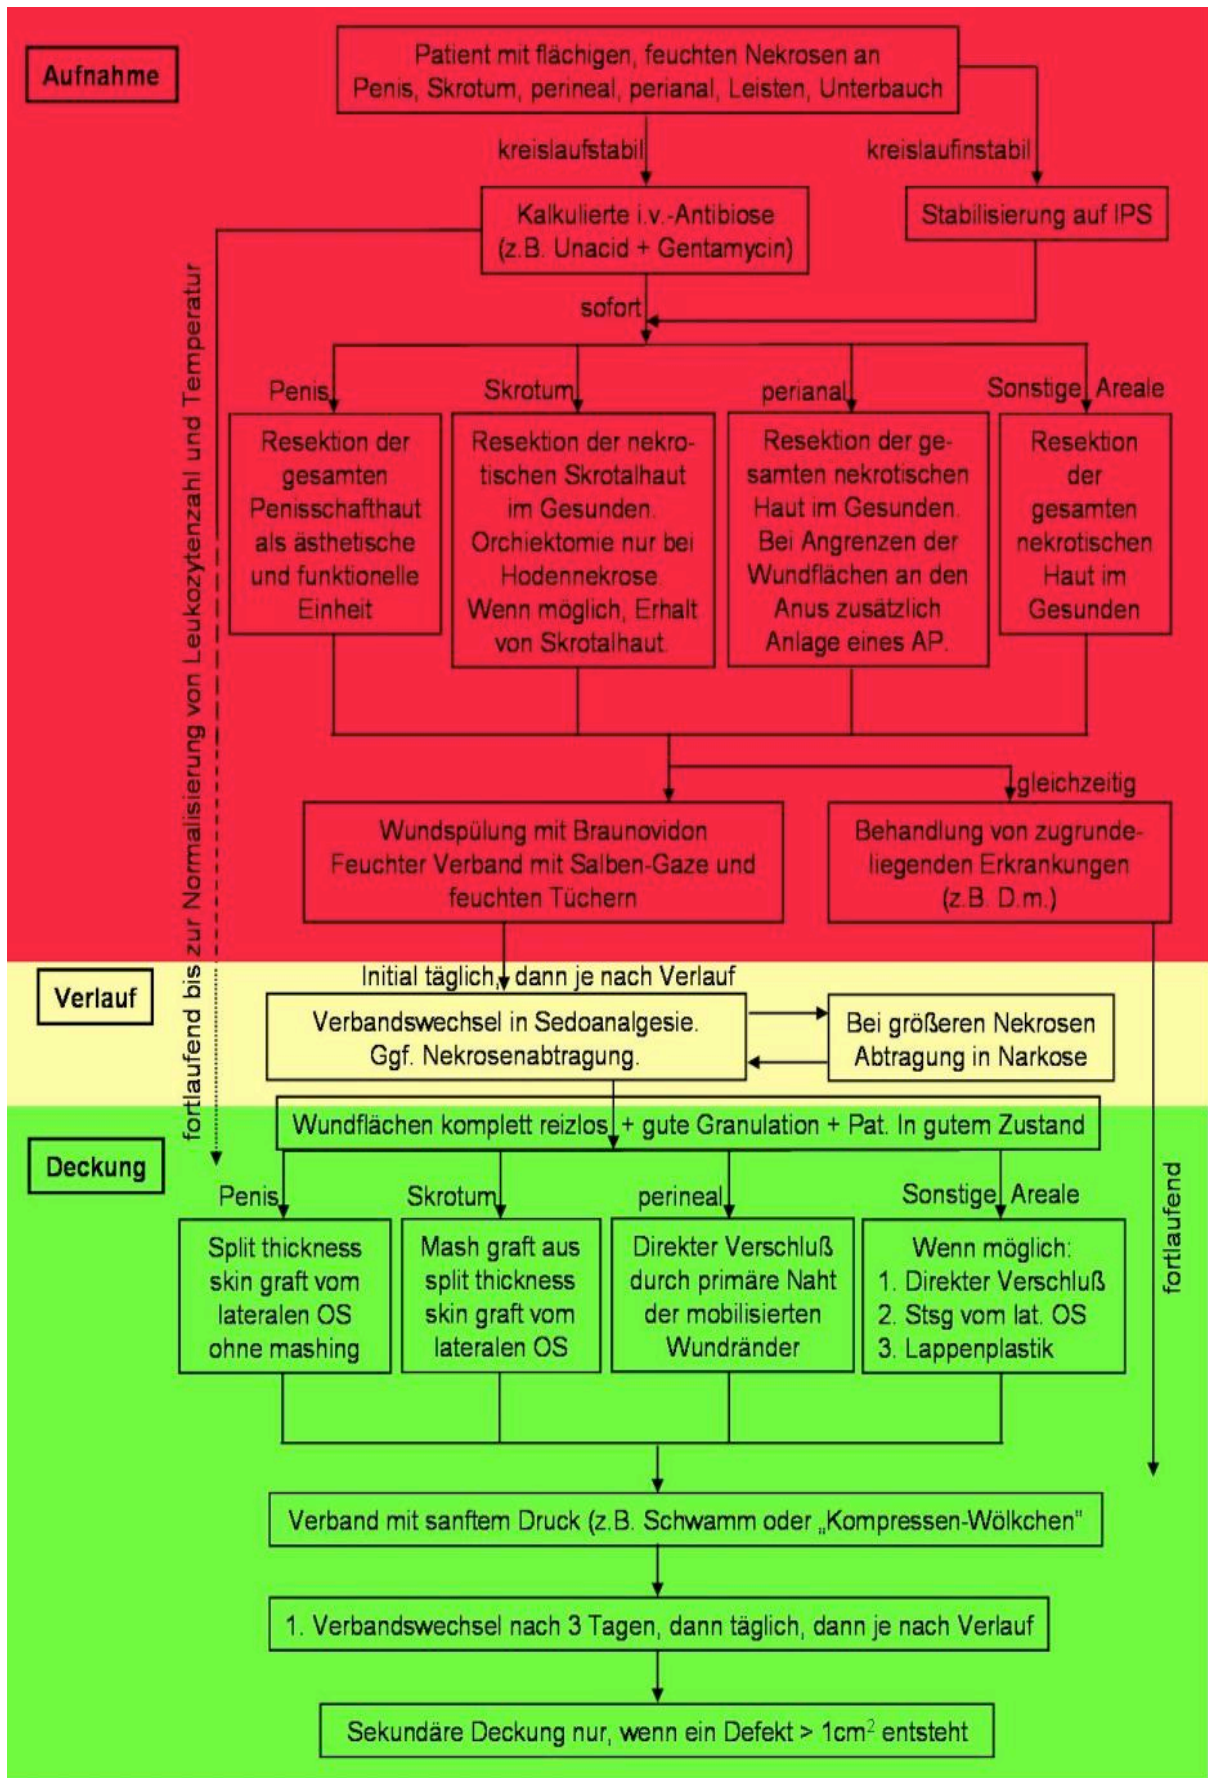 Aufnahme
Patient mit flächigen, feuchten Nekrosen an
Penis, Skrotum, perineal, perianal, Leisten, Unterbauch
kreislaufstabil
kreislaufinstabil
Kalkulierte i.v.-Antibiose
(z.B. Unacid + Gentamycin)
Stabilisierung auf IPS
sofort
fortlaufend bis zur Normalisierung von Leukozytenzahl und Temperatur
Penis
Resektion der
gesamten
Penisschafthaut
als ästhetische
und funktionelle
Einheit
Skrotum
Resektion der nekro-
tischen Skrotalhaut
im Gesunden.
Orchiektomie nur bei
Hodennekrose.
Wenn möglich, Erhalt
von Skrotalhaut.
perianal
Resektion der ge-
samten nekrotischen
Haut im Gesunden.
Bei Angrenzen der
Wundflächen an den
Anus zusätzlich
Anlage eines AP.
Sonstige Areale
Resektion
der
gesamten
nekrotischen
Haut im
Gesunden
gleichzeitig
Wundspülung mit Braunovidon
Feuchter Verband mit Salben-Gaze und
feuchten Tüchern
Behandlung von zugrunde-
liegenden Erkrankungen
(z.B. D.m.)
Verlauf
Initial täglich, dann je nach Verlauf
Verbandswechsel in Sedoanalgesie.
Ggf. Nekrosenabtragung.
Bei größeren Nekrosen
Abtragung in Narkose
Deckung
Wundflächen komplett reizlos + gute Granulation + Pat. In gutem Zustand
fortlaufend
Penis
Split thickness
skin graft vom
lateralen OS
ohne mashing
Skrotum
Mash graft aus
split thickness
skin graft vom
lateralen OS
perineal
Direkter Verschluß
durch primäre Naht
der mobilisierten
Wundränder
Sonstige Areale
Wenn möglich:
1. Direkter Verschluß
2. Stsg vom lat. OS
3. Lappenplastik
Verband mit sanftem Druck (z.B. Schwamm oder „Kompressen-Wölkchen“
1. Verbandswechsel nach 3 Tagen, dann täglich, dann je nach Verlauf
Sekundäre Deckung nur, wenn ein Defekt > 1cm² entsteht